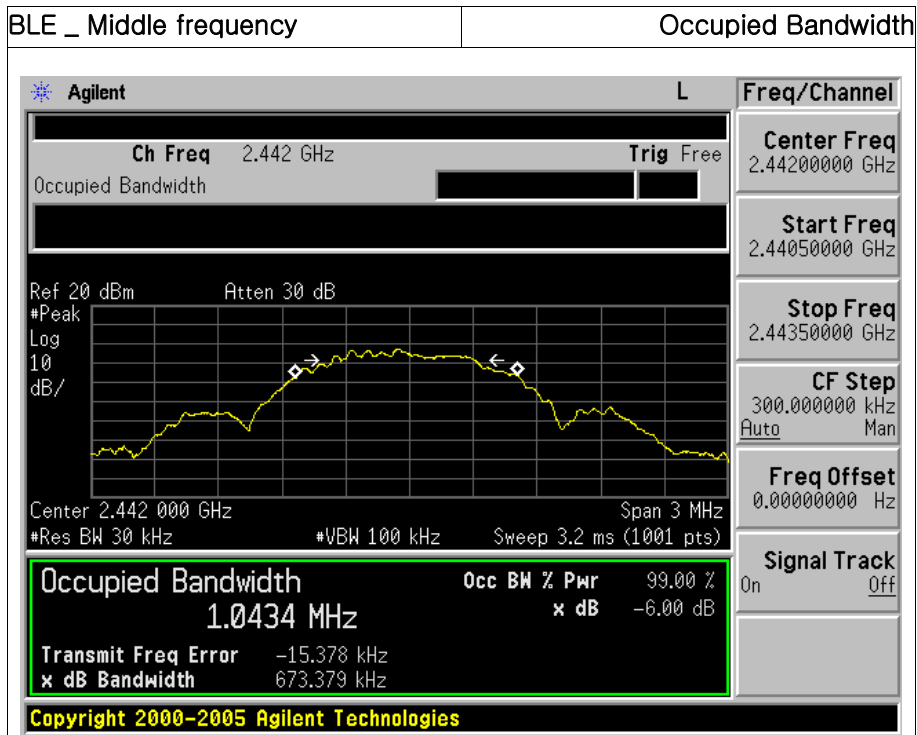 BLE _ Middle frequency
Occupied Bandwidth
Agilent
L
Freq/Channel
Ch Freq 2.442 GHz
Trig Free
Occupied Bandwidth
Center Freq
2.44200000 GHz
Start Freq
2.44050000 GHz
Stop Freq
2.44350000 GHz
CF Step
300.000000 kHz
Auto Man
Freq Offset
0.00000000 Hz
Signal Track
On Off
Ref 20 dBm Atten 30 dB
#Peak
Log
10
dB/
Center 2.442 000 GHz Span 3 MHz
#Res BW 30 kHz #VBW 100 kHz Sweep 3.2 ms (1001 pts)
Occupied Bandwidth
1.0434 MHz
Occ BW % Pwr 99.00 %
x dB -6.00 dB
Transmit Freq Error -15.378 kHz
x dB Bandwidth 673.379 kHz
Copyright 2000-2005 Agilent Technologies